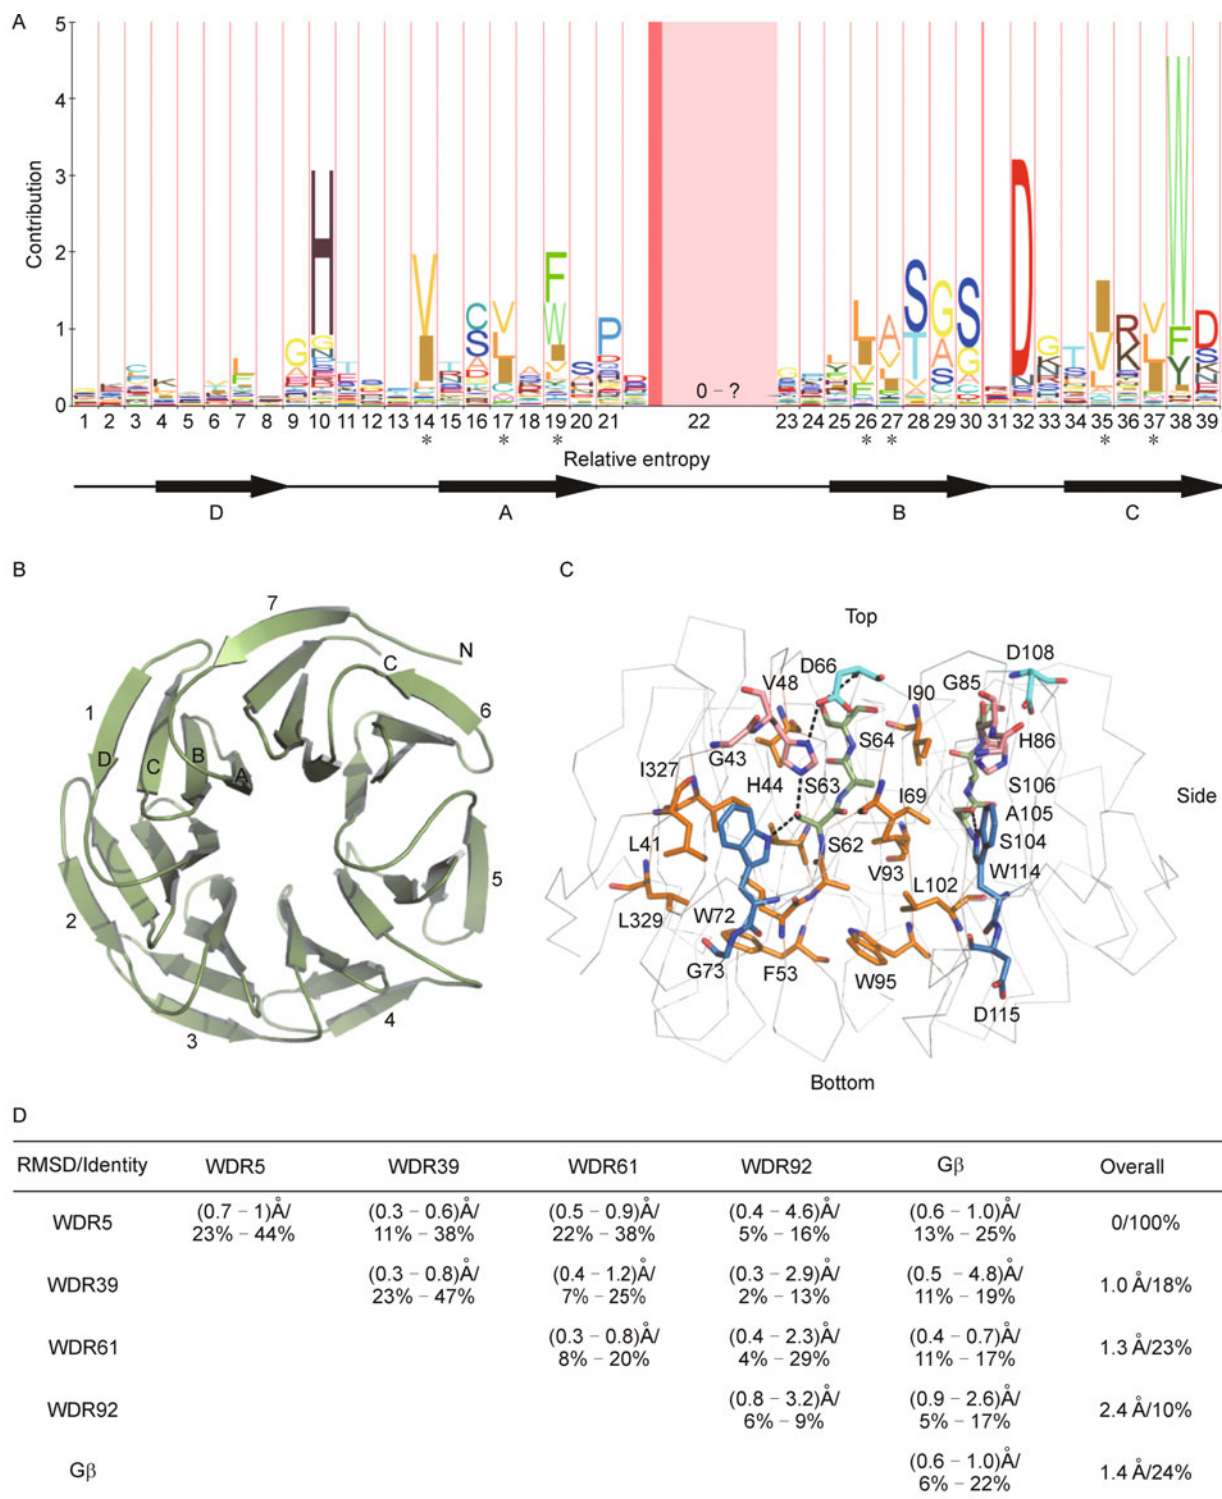 A
5
4
3
2
1
0
Contribution
0 – ?
1 2 3 4 5 6 7 8 9 10 11 12 13 14 15 16 17 18 19 20 21 22 23 24 25 26 27 28 29 30 31 32 33 34 35 36 37 38 39
* * * * * * *
Relative entropy
D A B C
B
7
N
C
6
1
D C B A
2
5
3
4
C
Top
D66
D108
V48
G85
I90
G43
S64
H86
I327
H44
S63
I69
S106
Side
A105
L41
S62
S104
V93
W114
L102
L329
W72
G73
F53
W95
D115
Bottom
D
RMSD/Identity WDR5 WDR39 WDR61 WDR92 Gβ Overall
WDR5 (0.7 – 1)Å/ (0.3 – 0.6)Å/ (0.5 – 0.9)Å/ (0.4 – 4.6)Å/ (0.6 – 1.0)Å/ 0/100%
23% – 44% 11% – 38% 22% – 38% 5% – 16% 13% – 25%
WDR39 (0.3 – 0.8)Å/ (0.4 – 1.2)Å/ (0.3 – 2.9)Å/ (0.5 – 4.8)Å/ 1.0 Å/18%
23% – 47% 7% – 25% 2% – 13% 11% – 19%
WDR61 (0.3 – 0.8)Å/ (0.4 – 2.3)Å/ (0.4 – 0.7)Å/ 1.3 Å/23%
8% – 20% 4% – 29% 11% – 17%
WDR92 (0.8 – 3.2)Å/ (0.9 – 2.6)Å/ 2.4 Å/10%
6% – 9% 5% – 17%
Gβ (0.6 – 1.0)Å/ 1.4 Å/24%
6% – 22%